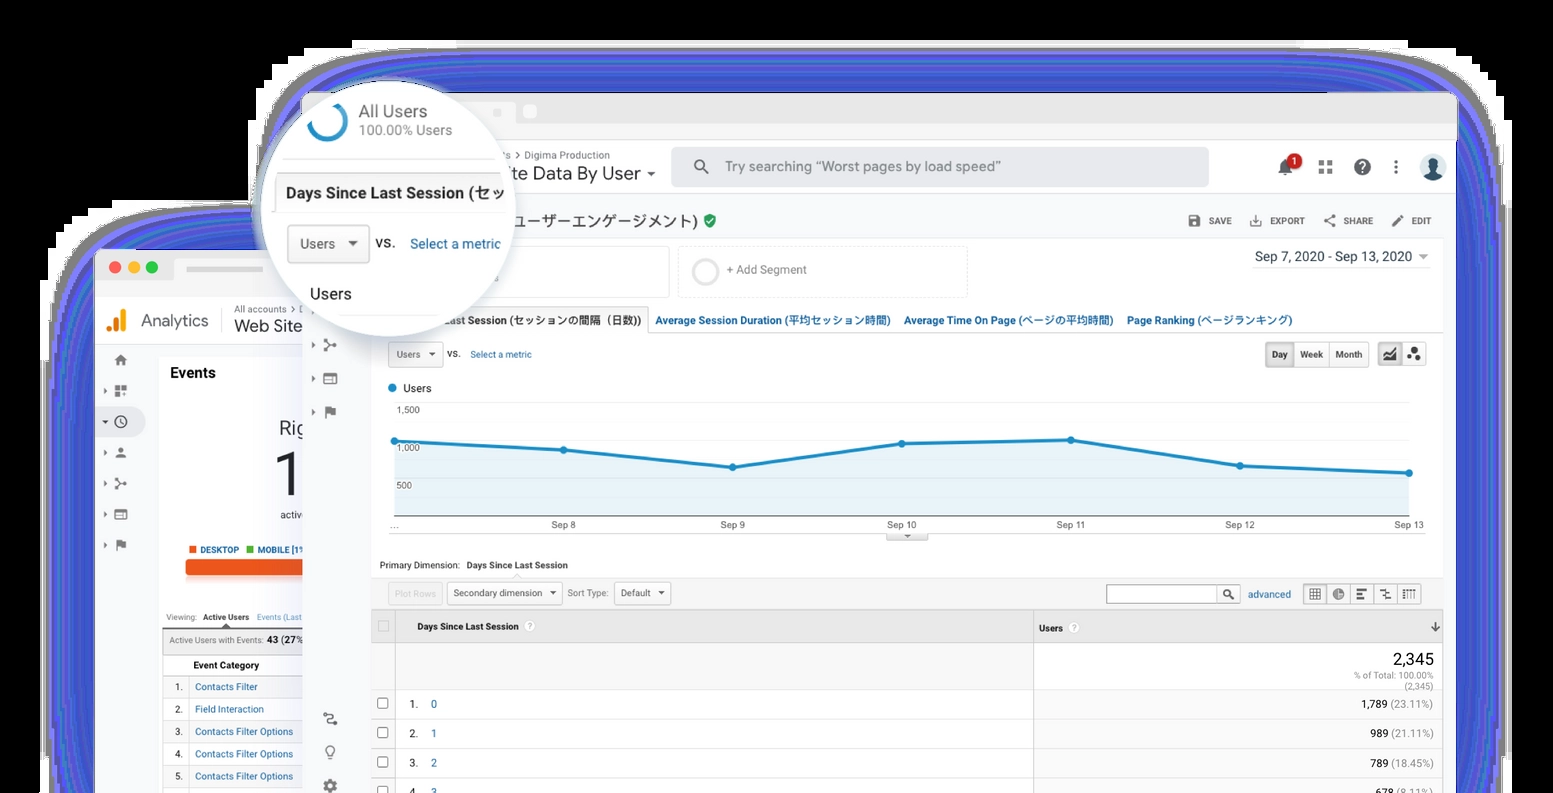 All Users
100.00% Users
Days Since Last Session (セッ
Users
vs.
Select a metric
Users
Digima Production
te Data By User
Try searching “Worst pages by load speed”
1
ユーザーエンゲージメント)
SAVE
EXPORT
SHARE
EDIT
+ Add Segment
Sep 7, 2020 - Sep 13, 2020
Last Session (セッションの間隔（日数))
Average Session Duration (平均セッション時間)
Average Time On Page (ページの平均時間)
Page Ranking (ページランキング)
Users
vs.
Select a metric
Day
Week
Month
Users
1,500
1,000
500
...
Sep 8
Sep 9
Sep 10
Sep 11
Sep 12
Sep 13
Primary Dimension:
Days Since Last Session
Plot Rows
Secondary dimension
Sort Type:
Default
advanced
Days Since Last Session
Users
2,345
% of Total: 100.00%
(2,345)
1. 0
1,789 (23.11%)
2. 1
989 (21.11%)
3. 2
789 (18.45%)
4. 3
678 (8.11%)
Analytics
All accounts >
Web Site
Events
Rig
1
activ
DESKTOP
MOBILE [1%
Viewing:
Active Users
Events (Last
Active Users with Events: 43 (27%
Event Category
1. Contacts Filter
2. Field Interaction
3. Contacts Filter Options
4. Contacts Filter Options
5. Contacts Filter Options